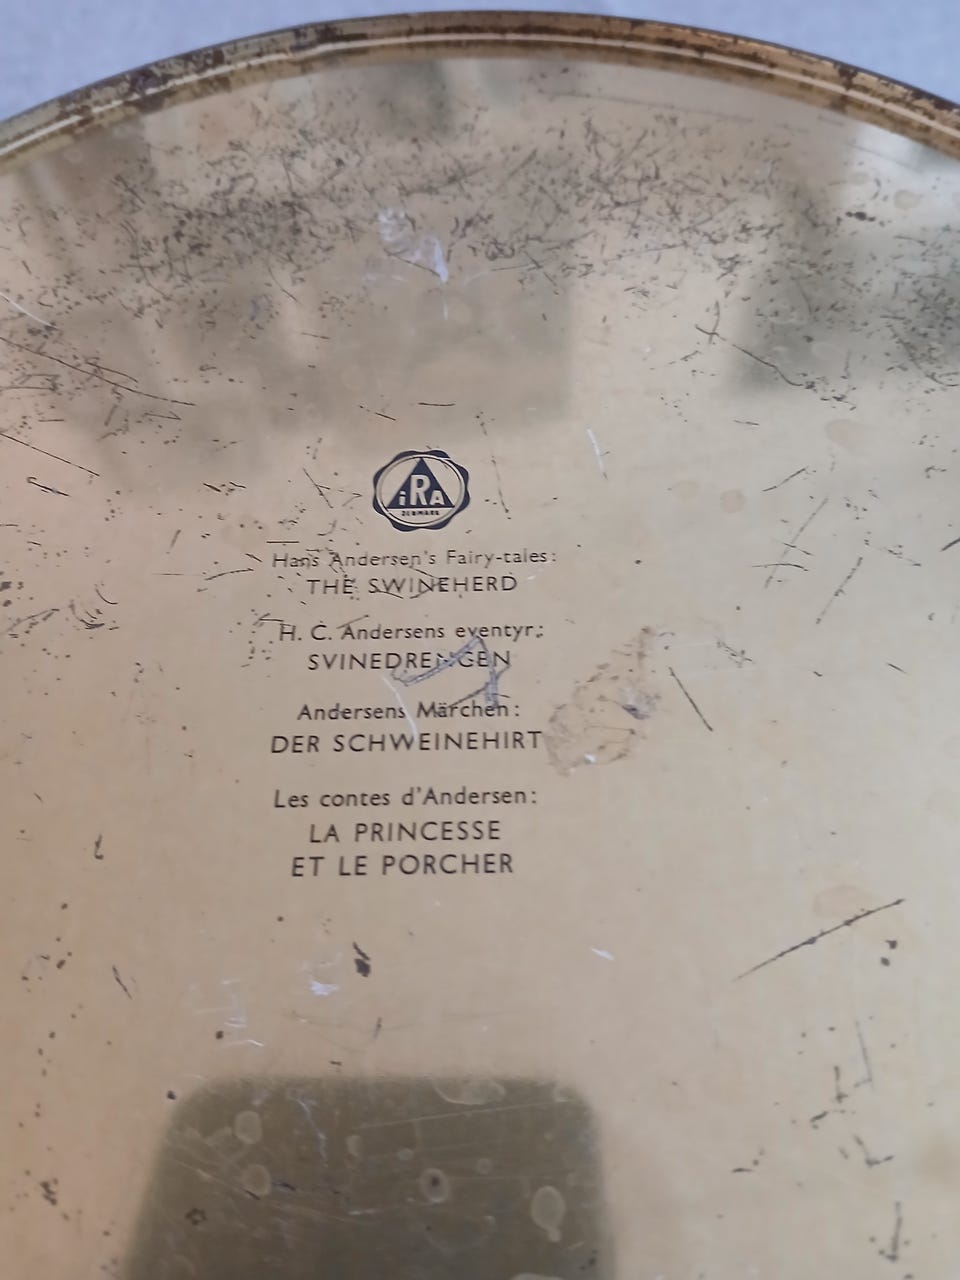 iRA
DENMARK
Hans Andersen's Fairy-tales:
THE SWINEHERD
H. C. Andersens eventyr:
SVINEDRENGEN
Andersens Märchen:
DER SCHWEINEHIRT
Les contes d'Andersen:
LA PRINCESSE
ET LE PORCHER